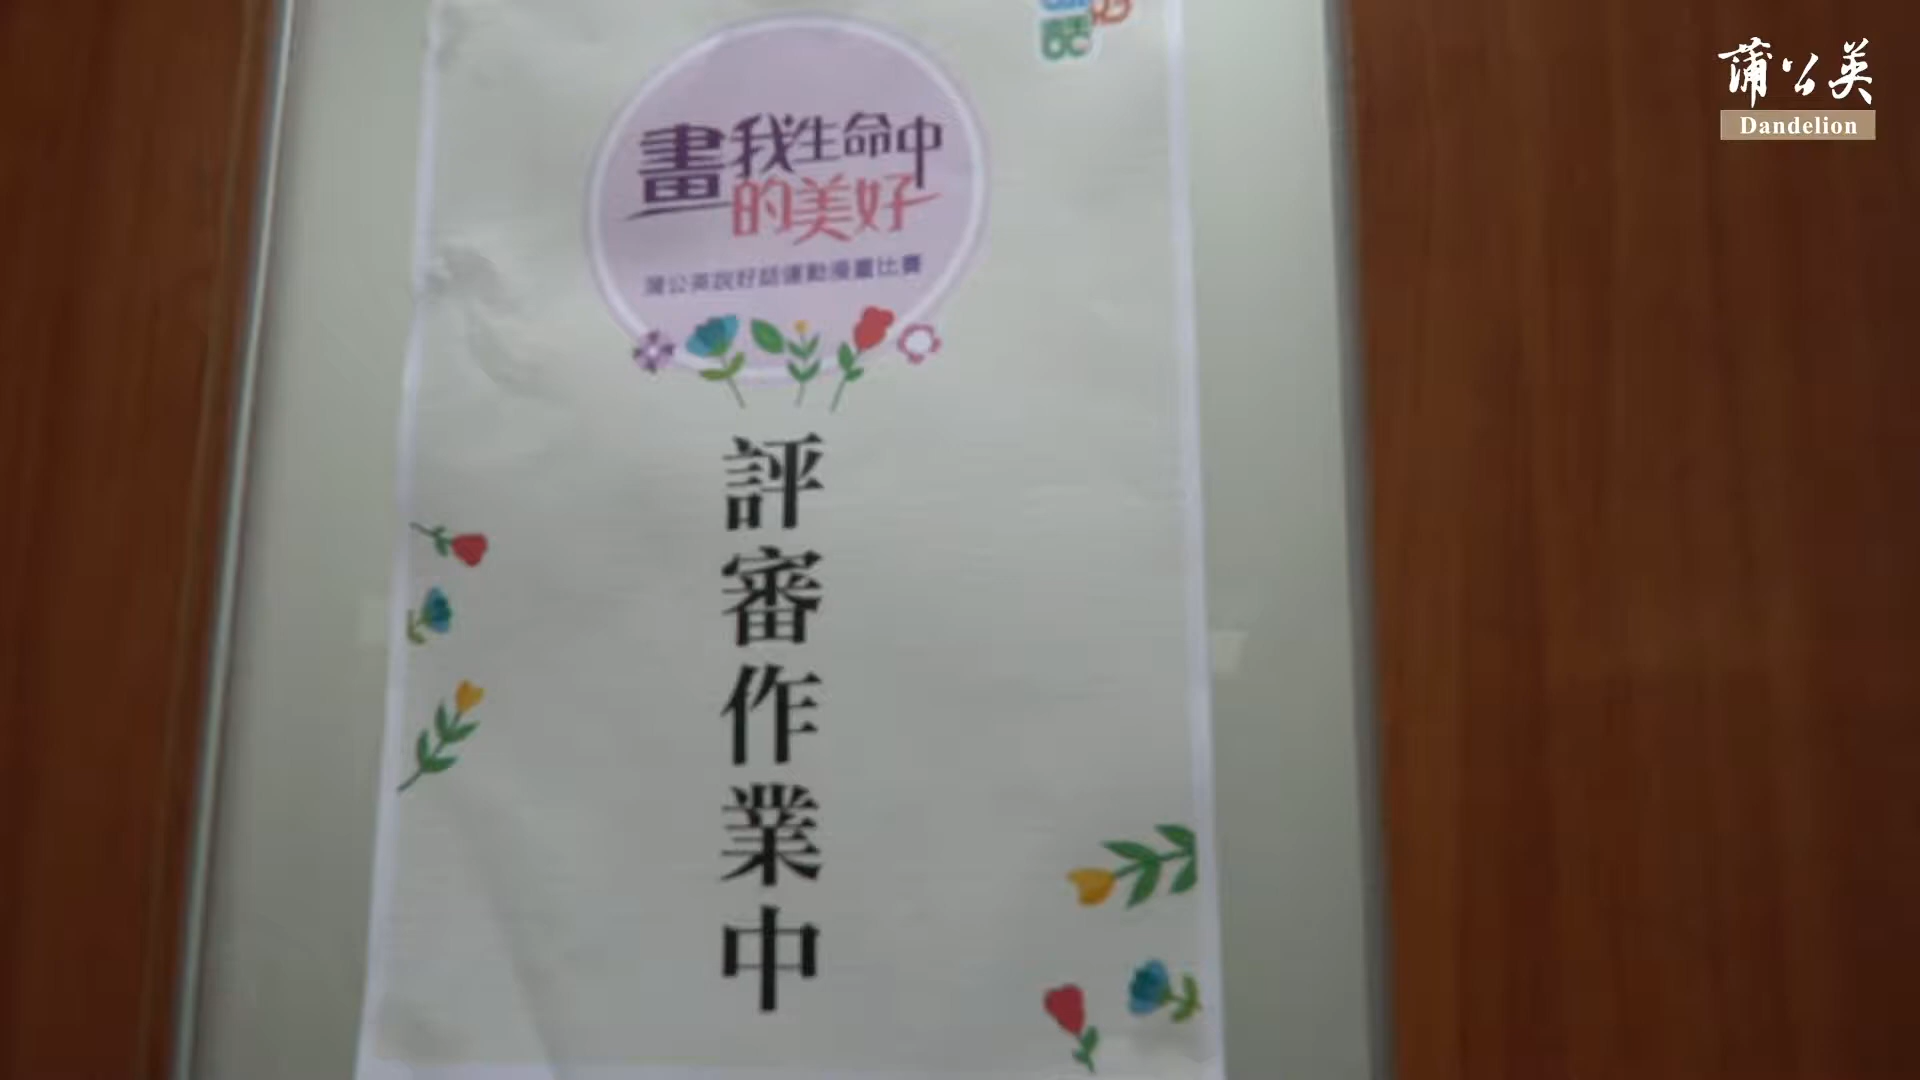 蒲公英
Dandelion
話
畫我生命中
的美好
蒲公英說好話運動漫畫比賽
評審作業中